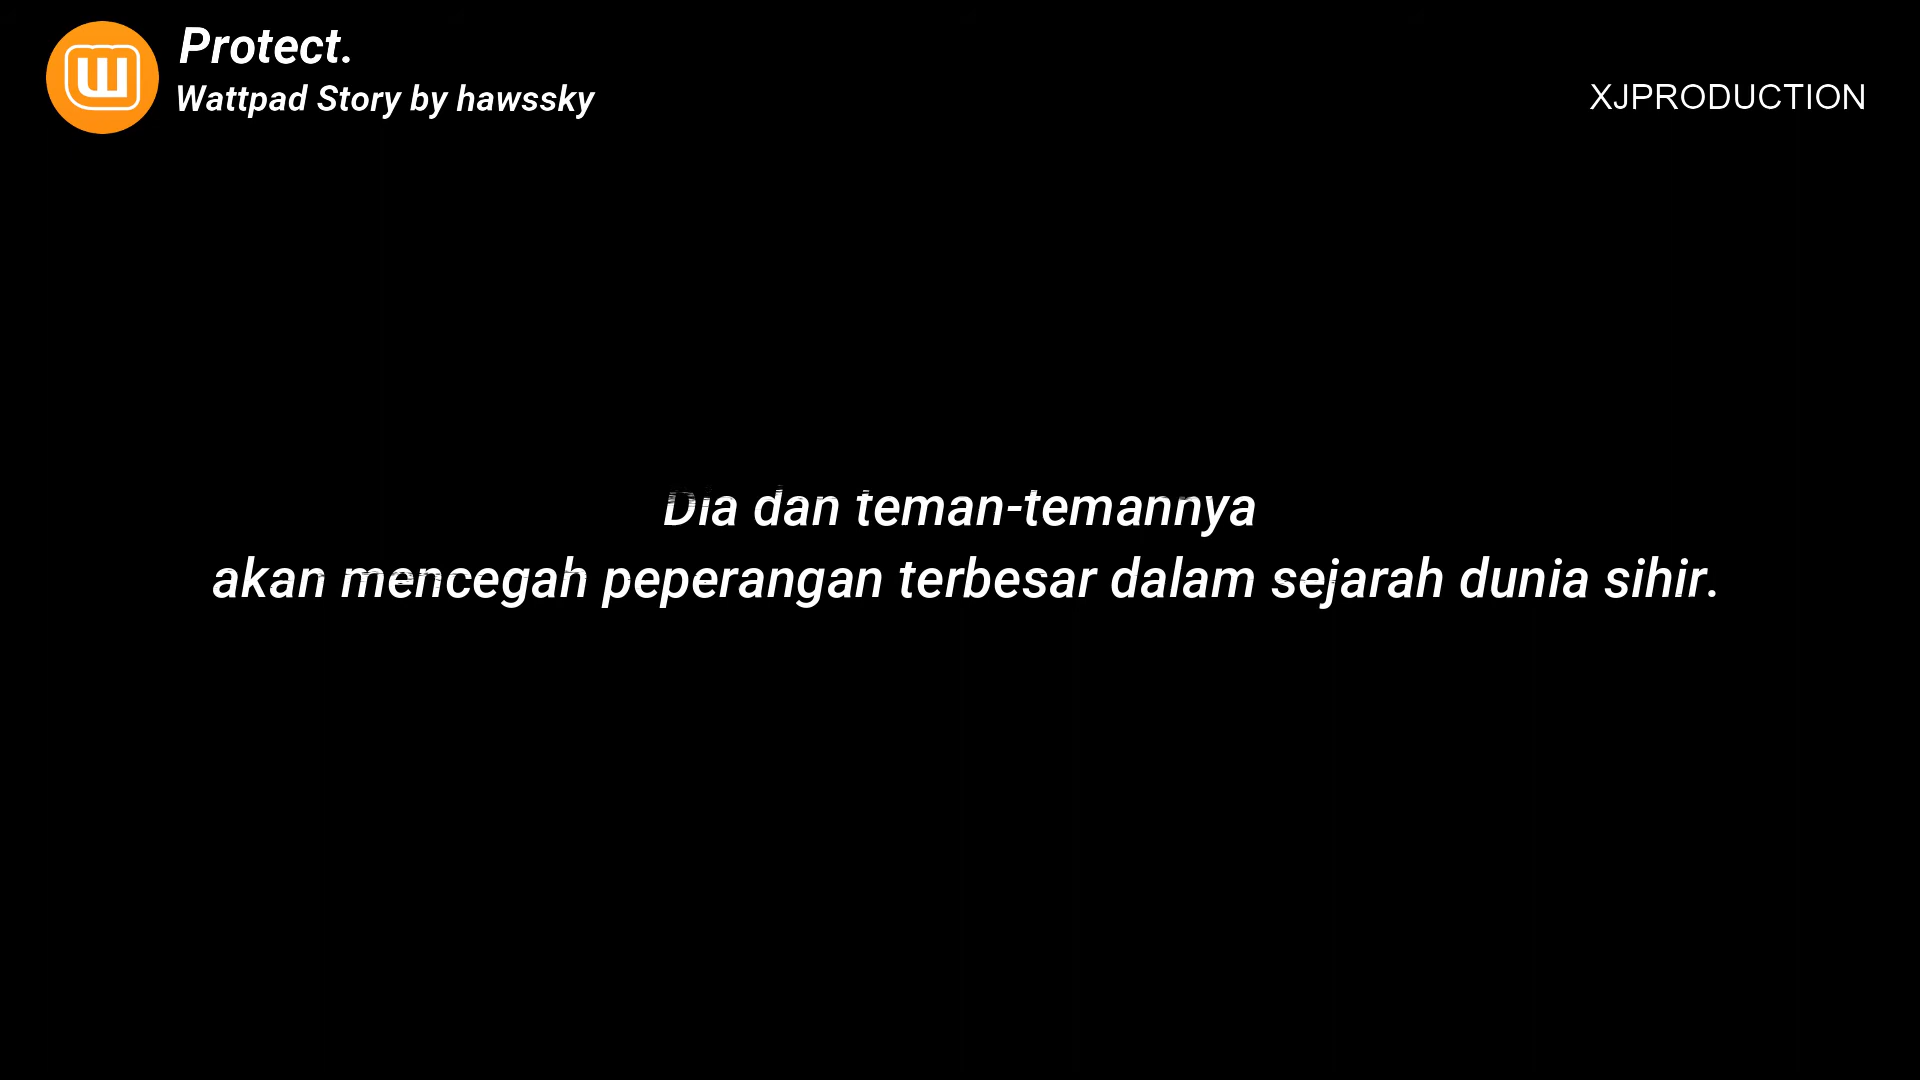 Protect.
Wattpad Story by hawssky
XJPRODUCTION
Dia dan teman-temannya
akan mencegah peperangan terbesar dalam sejarah dunia sihir.